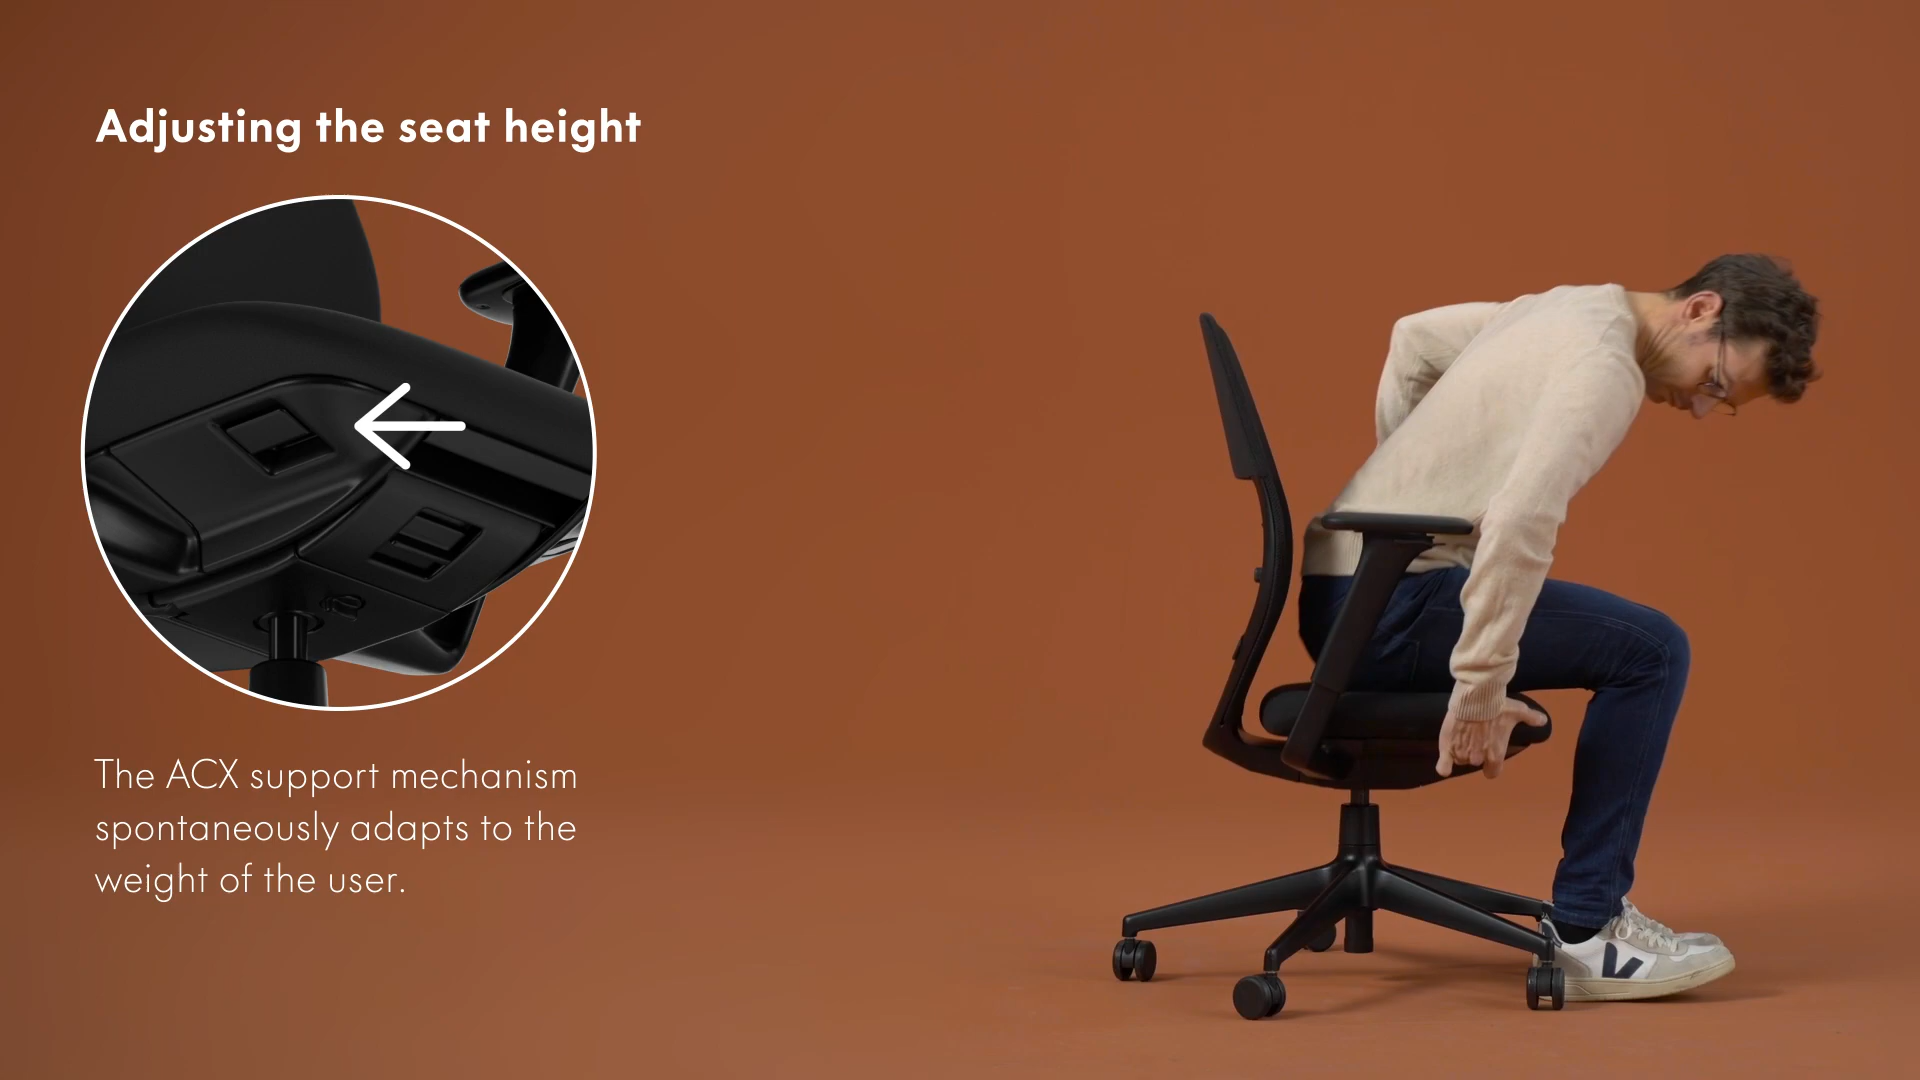 Adjusting the seat height
The ACX support mechanism
spontaneously adapts to the
weight of the user.